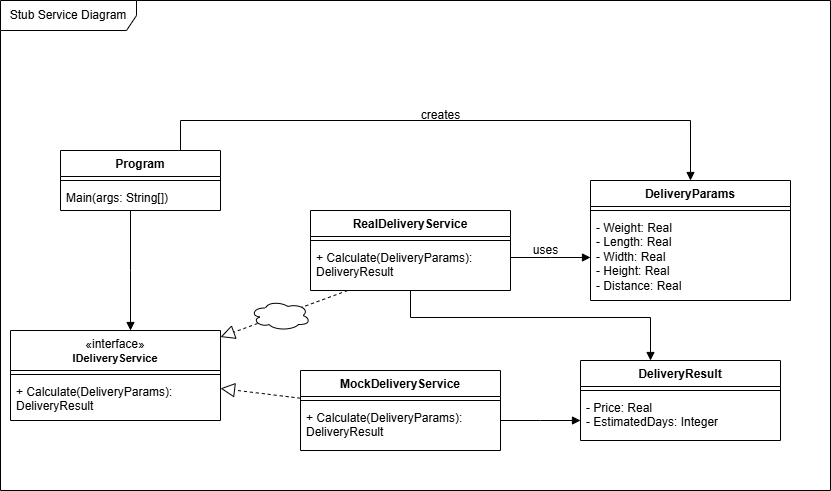 Stub Service Diagram
creates
Program
Main(args: String[])
DeliveryParams
- Weight: Real
- Length: Real
- Width: Real
- Height: Real
- Distance: Real
RealDeliveryService
+ Calculate(DeliveryParams):
DeliveryResult
uses
«interface»
IDeliveryService
+ Calculate(DeliveryParams):
DeliveryResult
MockDeliveryService
+ Calculate(DeliveryParams):
DeliveryResult
DeliveryResult
- Price: Real
- EstimatedDays: Integer